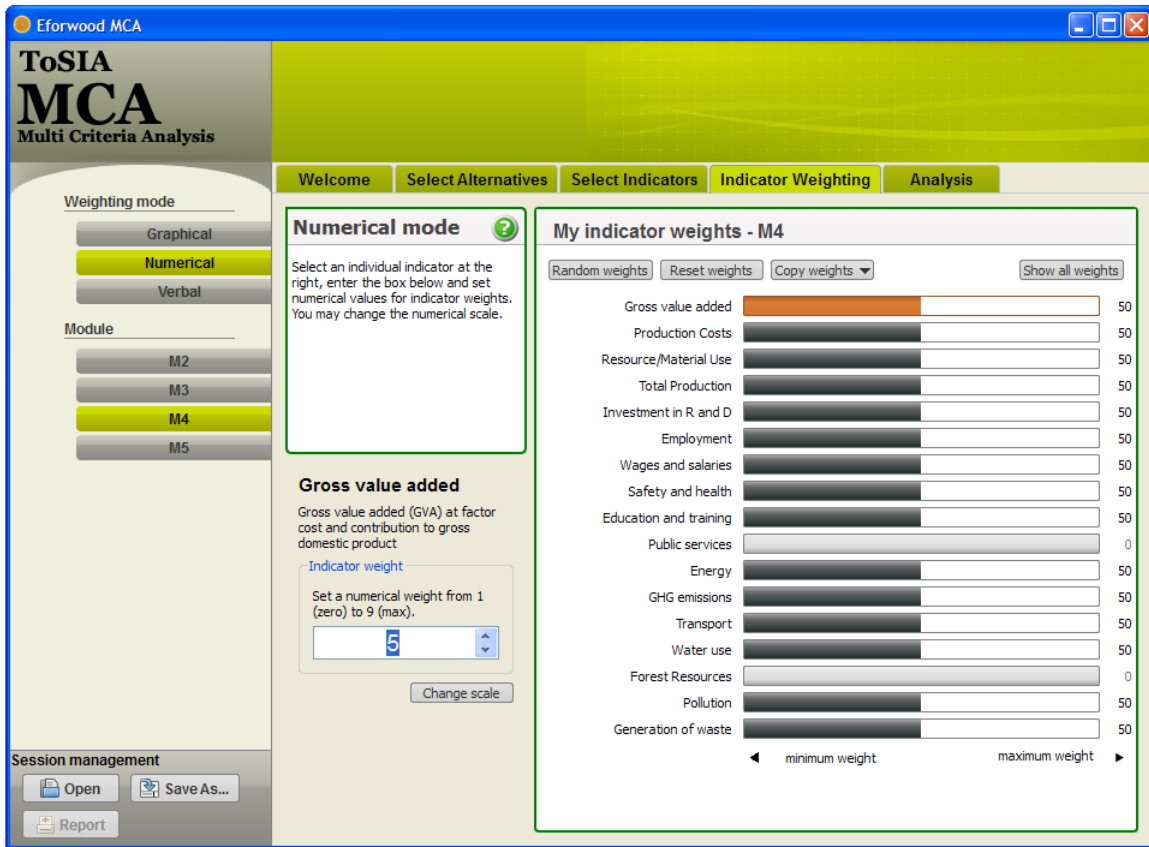 Eforwood MCA
ToSIA
MCA
Multi Criteria Analysis
Weighting mode
Graphical
Numerical
Verbal
Module
M2
M3
M4
M5
Session management
Open
Save As...
Report
Welcome
Select Alternatives
Select Indicators
Indicator Weighting
Analysis
Numerical mode
?
Select an individual indicator at the
right, enter the box below and set
numerical values for indicator weights.
You may change the numerical scale.
Gross value added
Gross value added (GVA) at factor
cost and contribution to gross
domestic product
Indicator weight
Set a numerical weight from 1
(zero) to 9 (max).
5
Change scale
My indicator weights - M4
Random weights
Reset weights
Copy weights
Show all weights
Gross value added 50
Production Costs 50
Resource/Material Use 50
Total Production 50
Investment in R and D 50
Employment 50
Wages and salaries 50
Safety and health 50
Education and training 50
Public services 0
Energy 50
GHG emissions 50
Transport 50
Water use 50
Forest Resources 0
Pollution 50
Generation of waste 50
minimum weight
maximum weight